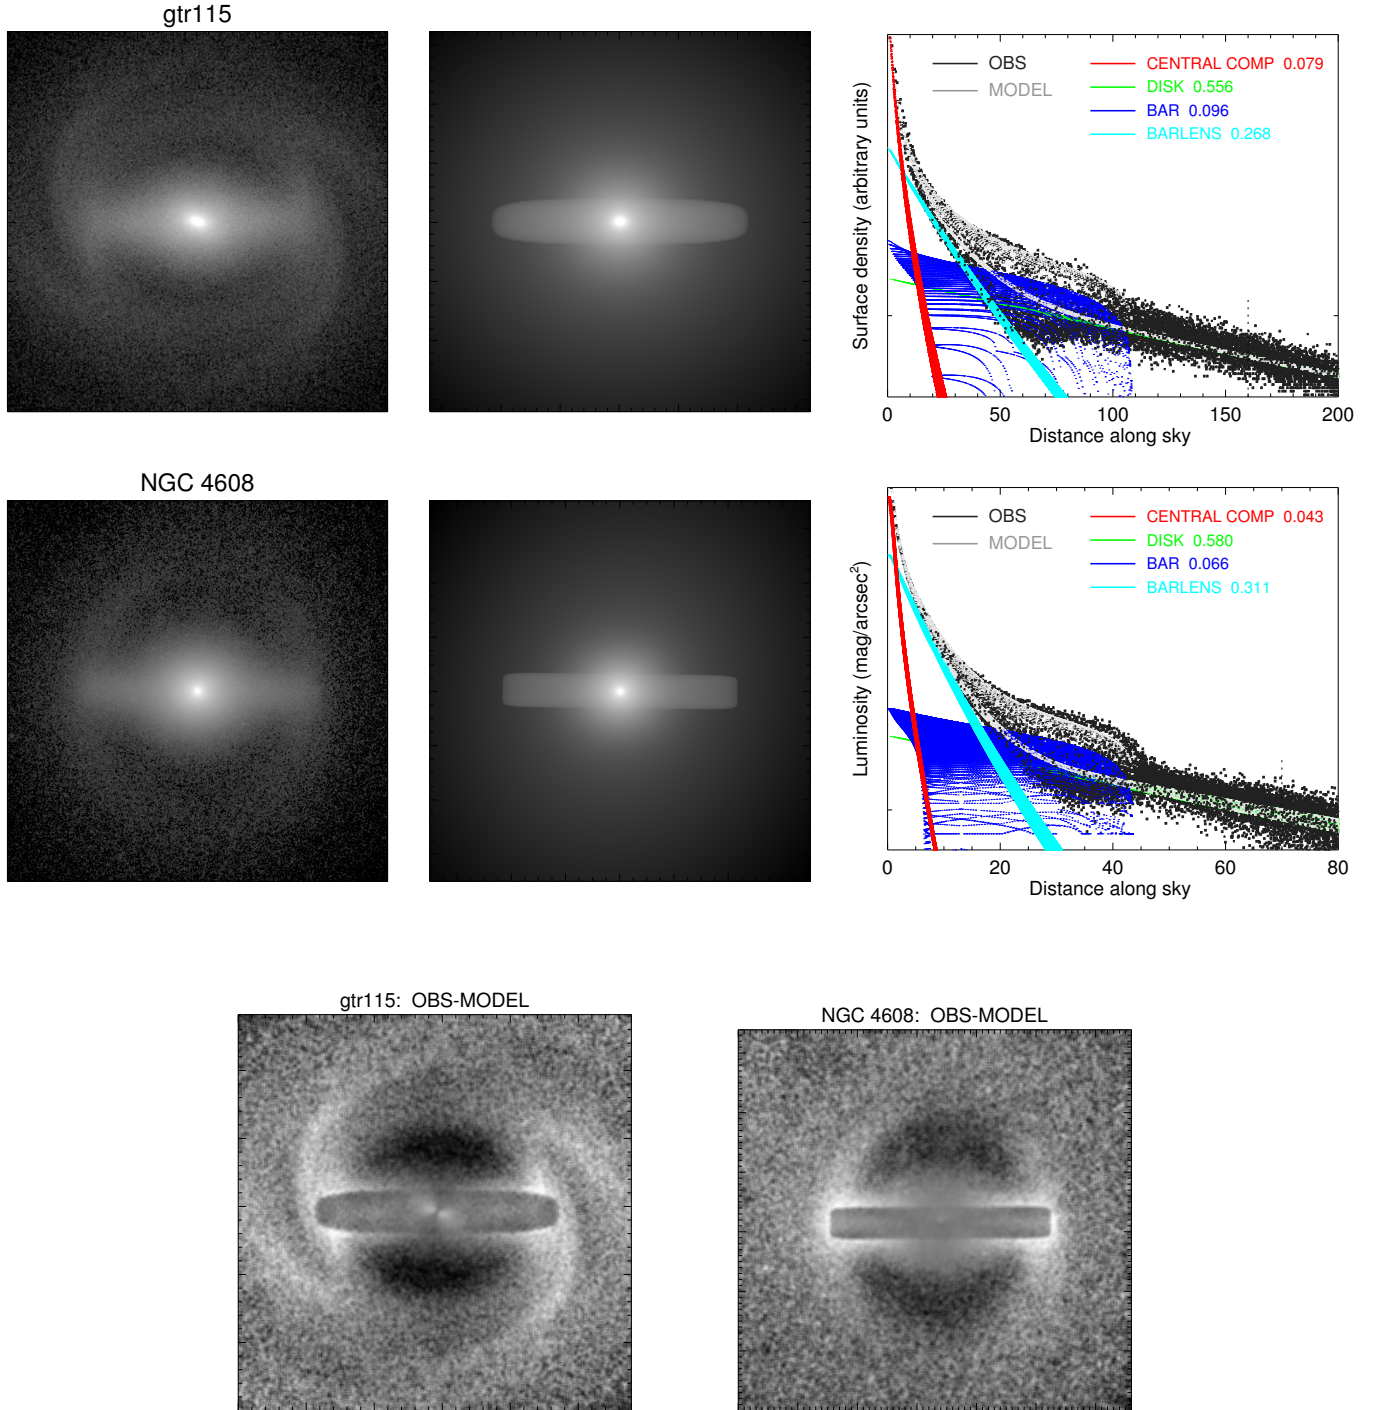 gtr115
OBS
MODEL
CENTRAL COMP 0.079
DISK 0.556
BAR 0.096
BARLENS 0.268
Surface density (arbitrary units)
0 50 100 150 200
Distance along sky
NGC 4608
OBS
MODEL
CENTRAL COMP 0.043
DISK 0.580
BAR 0.066
BARLENS 0.311
Luminosity (mag/arcsec²)
0 20 40 60 80
Distance along sky
gtr115: OBS-MODEL
NGC 4608: OBS-MODEL